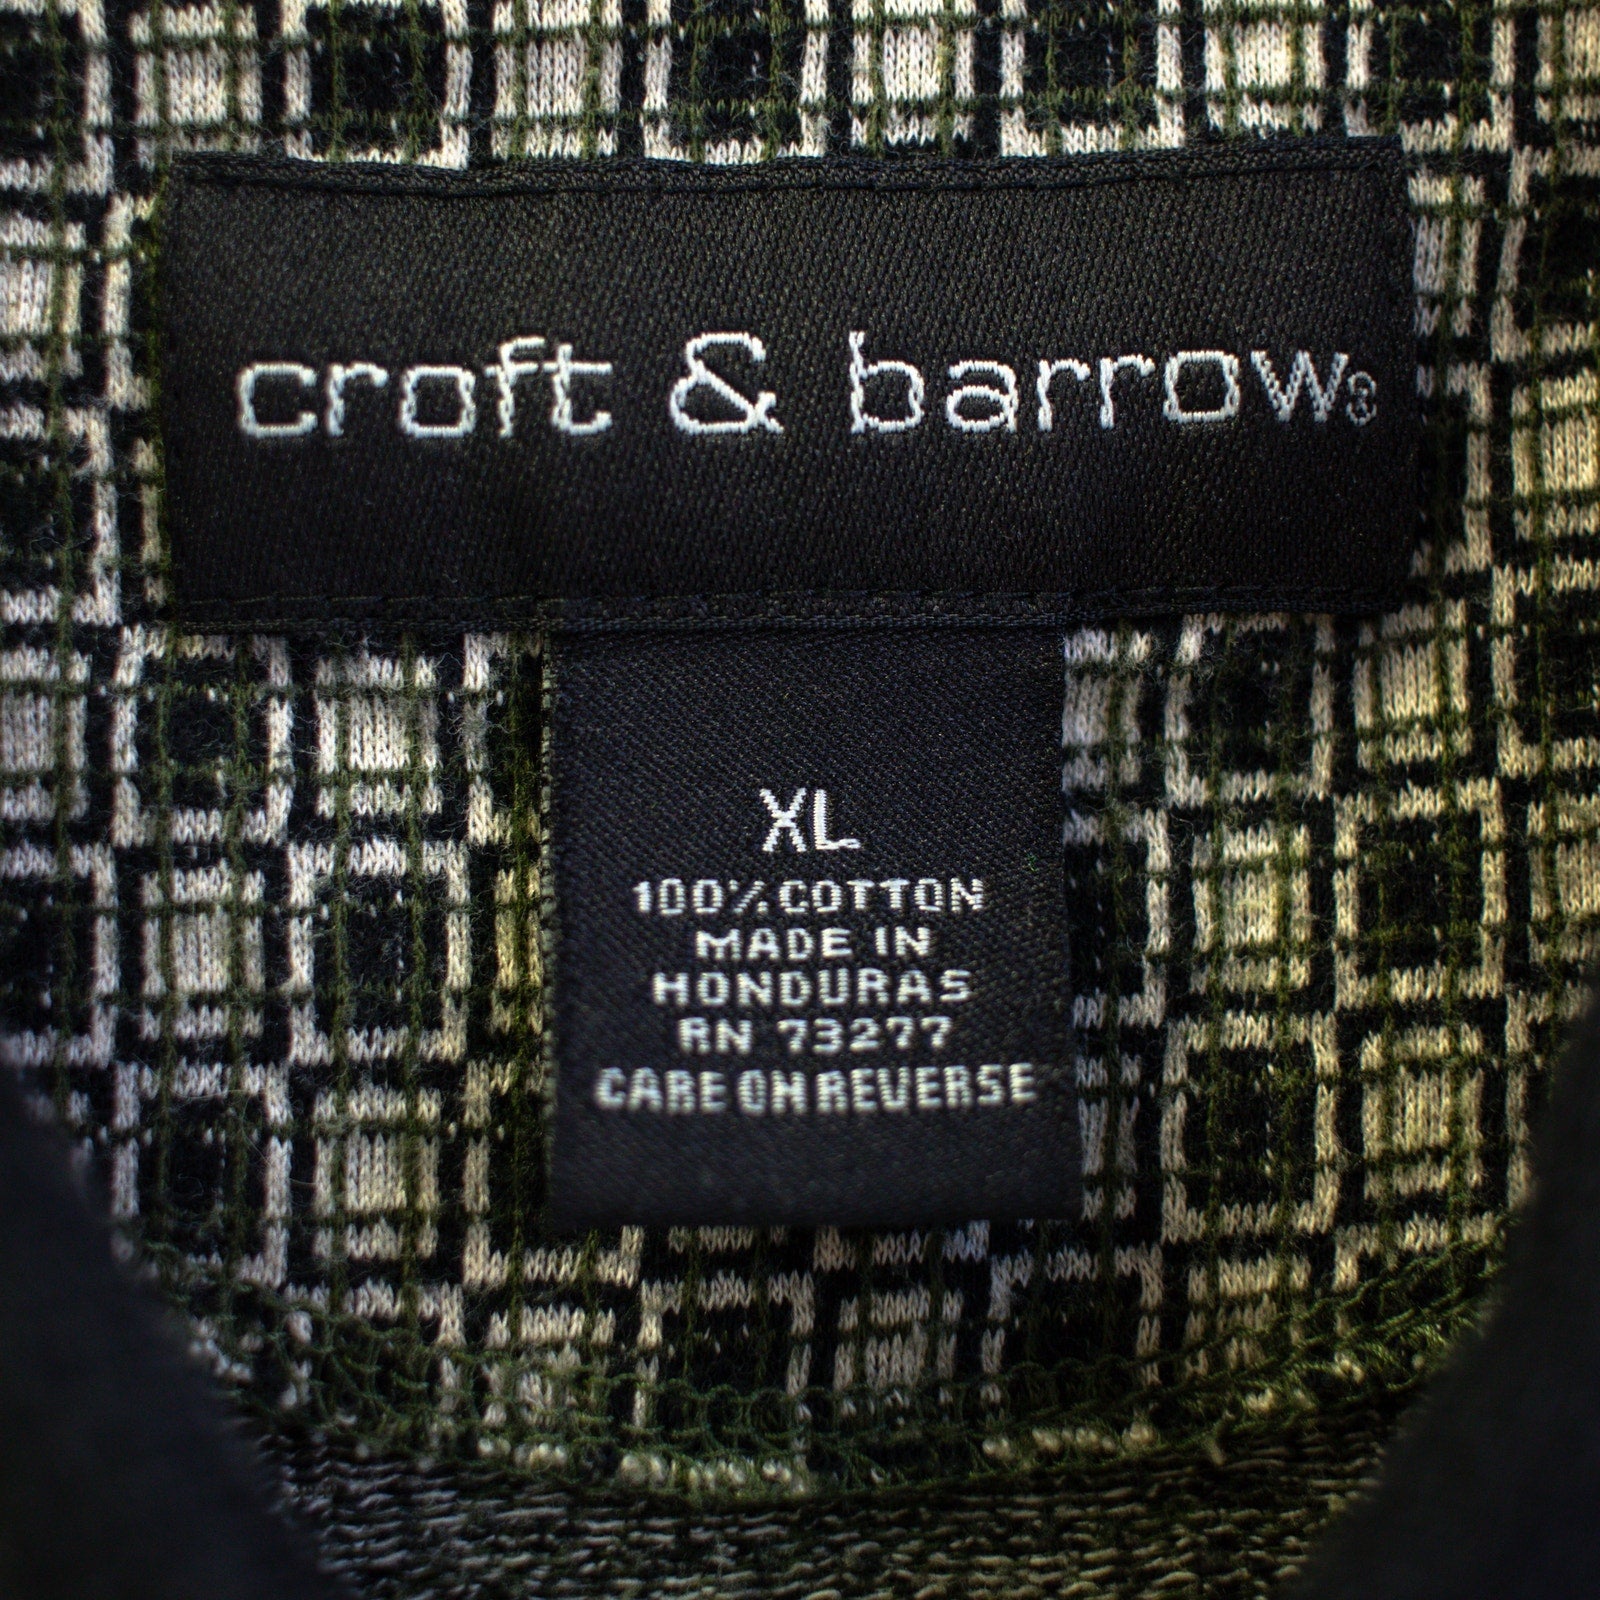 croft & barrow®
XL
100% COTTON
MADE IN
HONDURAS
RN 73277
CARE ON REVERSE